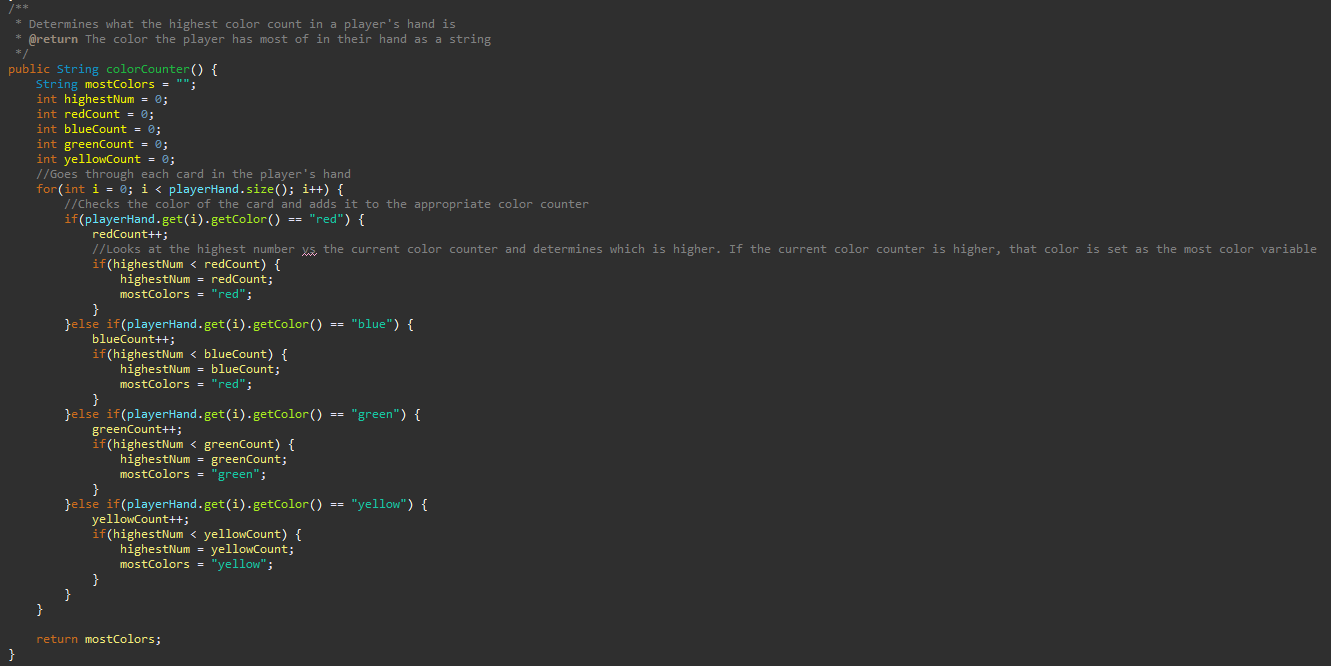 /**
 * Determines what the highest color count in a player's hand is
 * @return The color the player has most of in their hand as a string
 */
public String colorCounter() {
    String mostColors = "";
    int highestNum = 0;
    int redCount = 0;
    int blueCount = 0;
    int greenCount = 0;
    int yellowCount = 0;
    //Goes through each card in the player's hand
    for(int i = 0; i < playerHand.size(); i++) {
        //Checks the color of the card and adds it to the appropriate color counter
        if(playerHand.get(i).getColor() == "red") {
            redCount++;
            //Looks at the highest number vs the current color counter and determines which is higher. If the current color counter is higher, that color is set as the most color variable
            if(highestNum < redCount) {
                highestNum = redCount;
                mostColors = "red";
            }
        }else if(playerHand.get(i).getColor() == "blue") {
            blueCount++;
            if(highestNum < blueCount) {
                highestNum = blueCount;
                mostColors = "red";
            }
        }else if(playerHand.get(i).getColor() == "green") {
            greenCount++;
            if(highestNum < greenCount) {
                highestNum = greenCount;
                mostColors = "green";
            }
        }else if(playerHand.get(i).getColor() == "yellow") {
            yellowCount++;
            if(highestNum < yellowCount) {
                highestNum = yellowCount;
                mostColors = "yellow";
            }
        }
    }

    return mostColors;
}